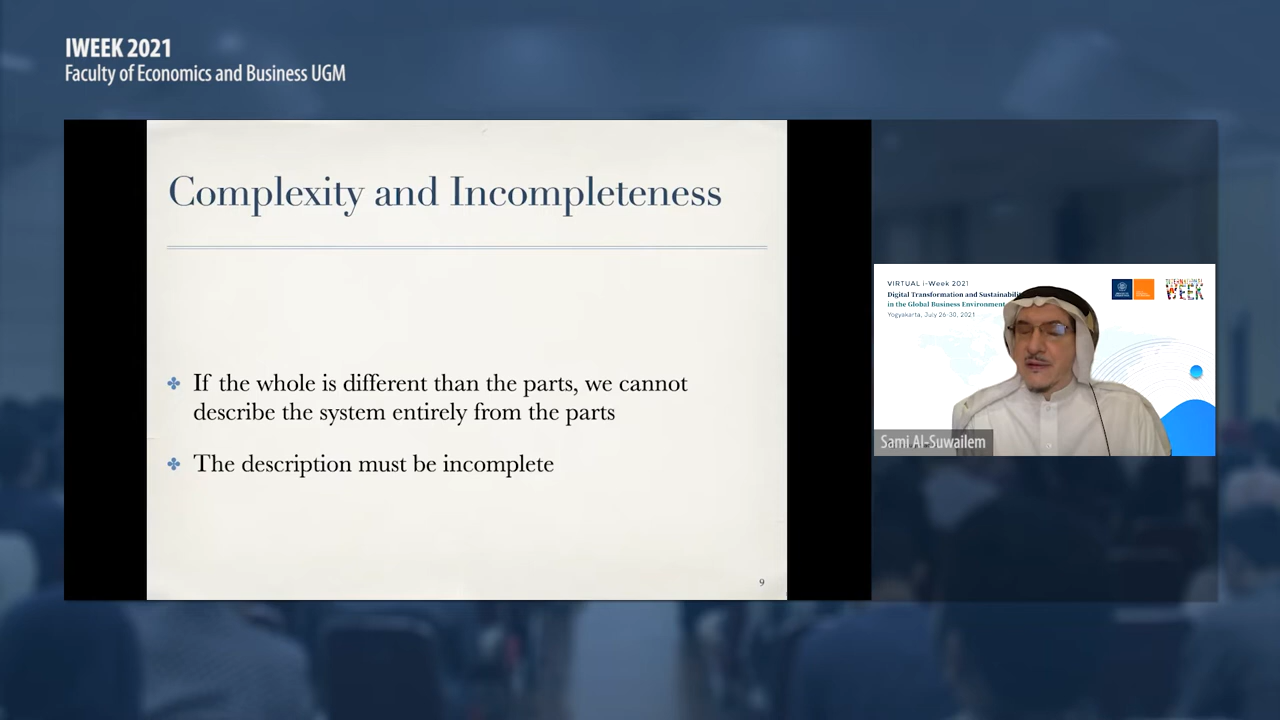 IWEEK 2021
Faculty of Economics and Business UGM
Complexity and Incompleteness
If the whole is different than the parts, we cannot
describe the system entirely from the parts
The description must be incomplete
9
VIRTUAL i-Week 2021
Digital Transformation and
in the Global Business Environment
Yogyakarta, July 26-30, 2021
INTERNATIONAL
WEEK
Sami Al-Suwailem